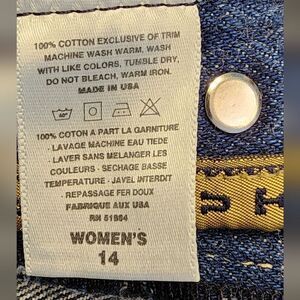 100% COTTON EXCLUSIVE OF TRIM
MACHINE WASH WARM, WASH
WITH LIKE COLORS, TUMBLE DRY,
DO NOT BLEACH, WARM IRON.
MADE IN USA
40°
100% COTON A PART LA GARNITURE
- LAVAGE MACHINE EAU TIEDE
- LAVER SANS MELANGER LES
COULEURS - SECHAGE BASSE
TEMPERATURE - JAVEL INTERDIT
- REPASSAGE FER DOUX
FABRIQUE AUX USA
RN 51884
WOMEN'S
14